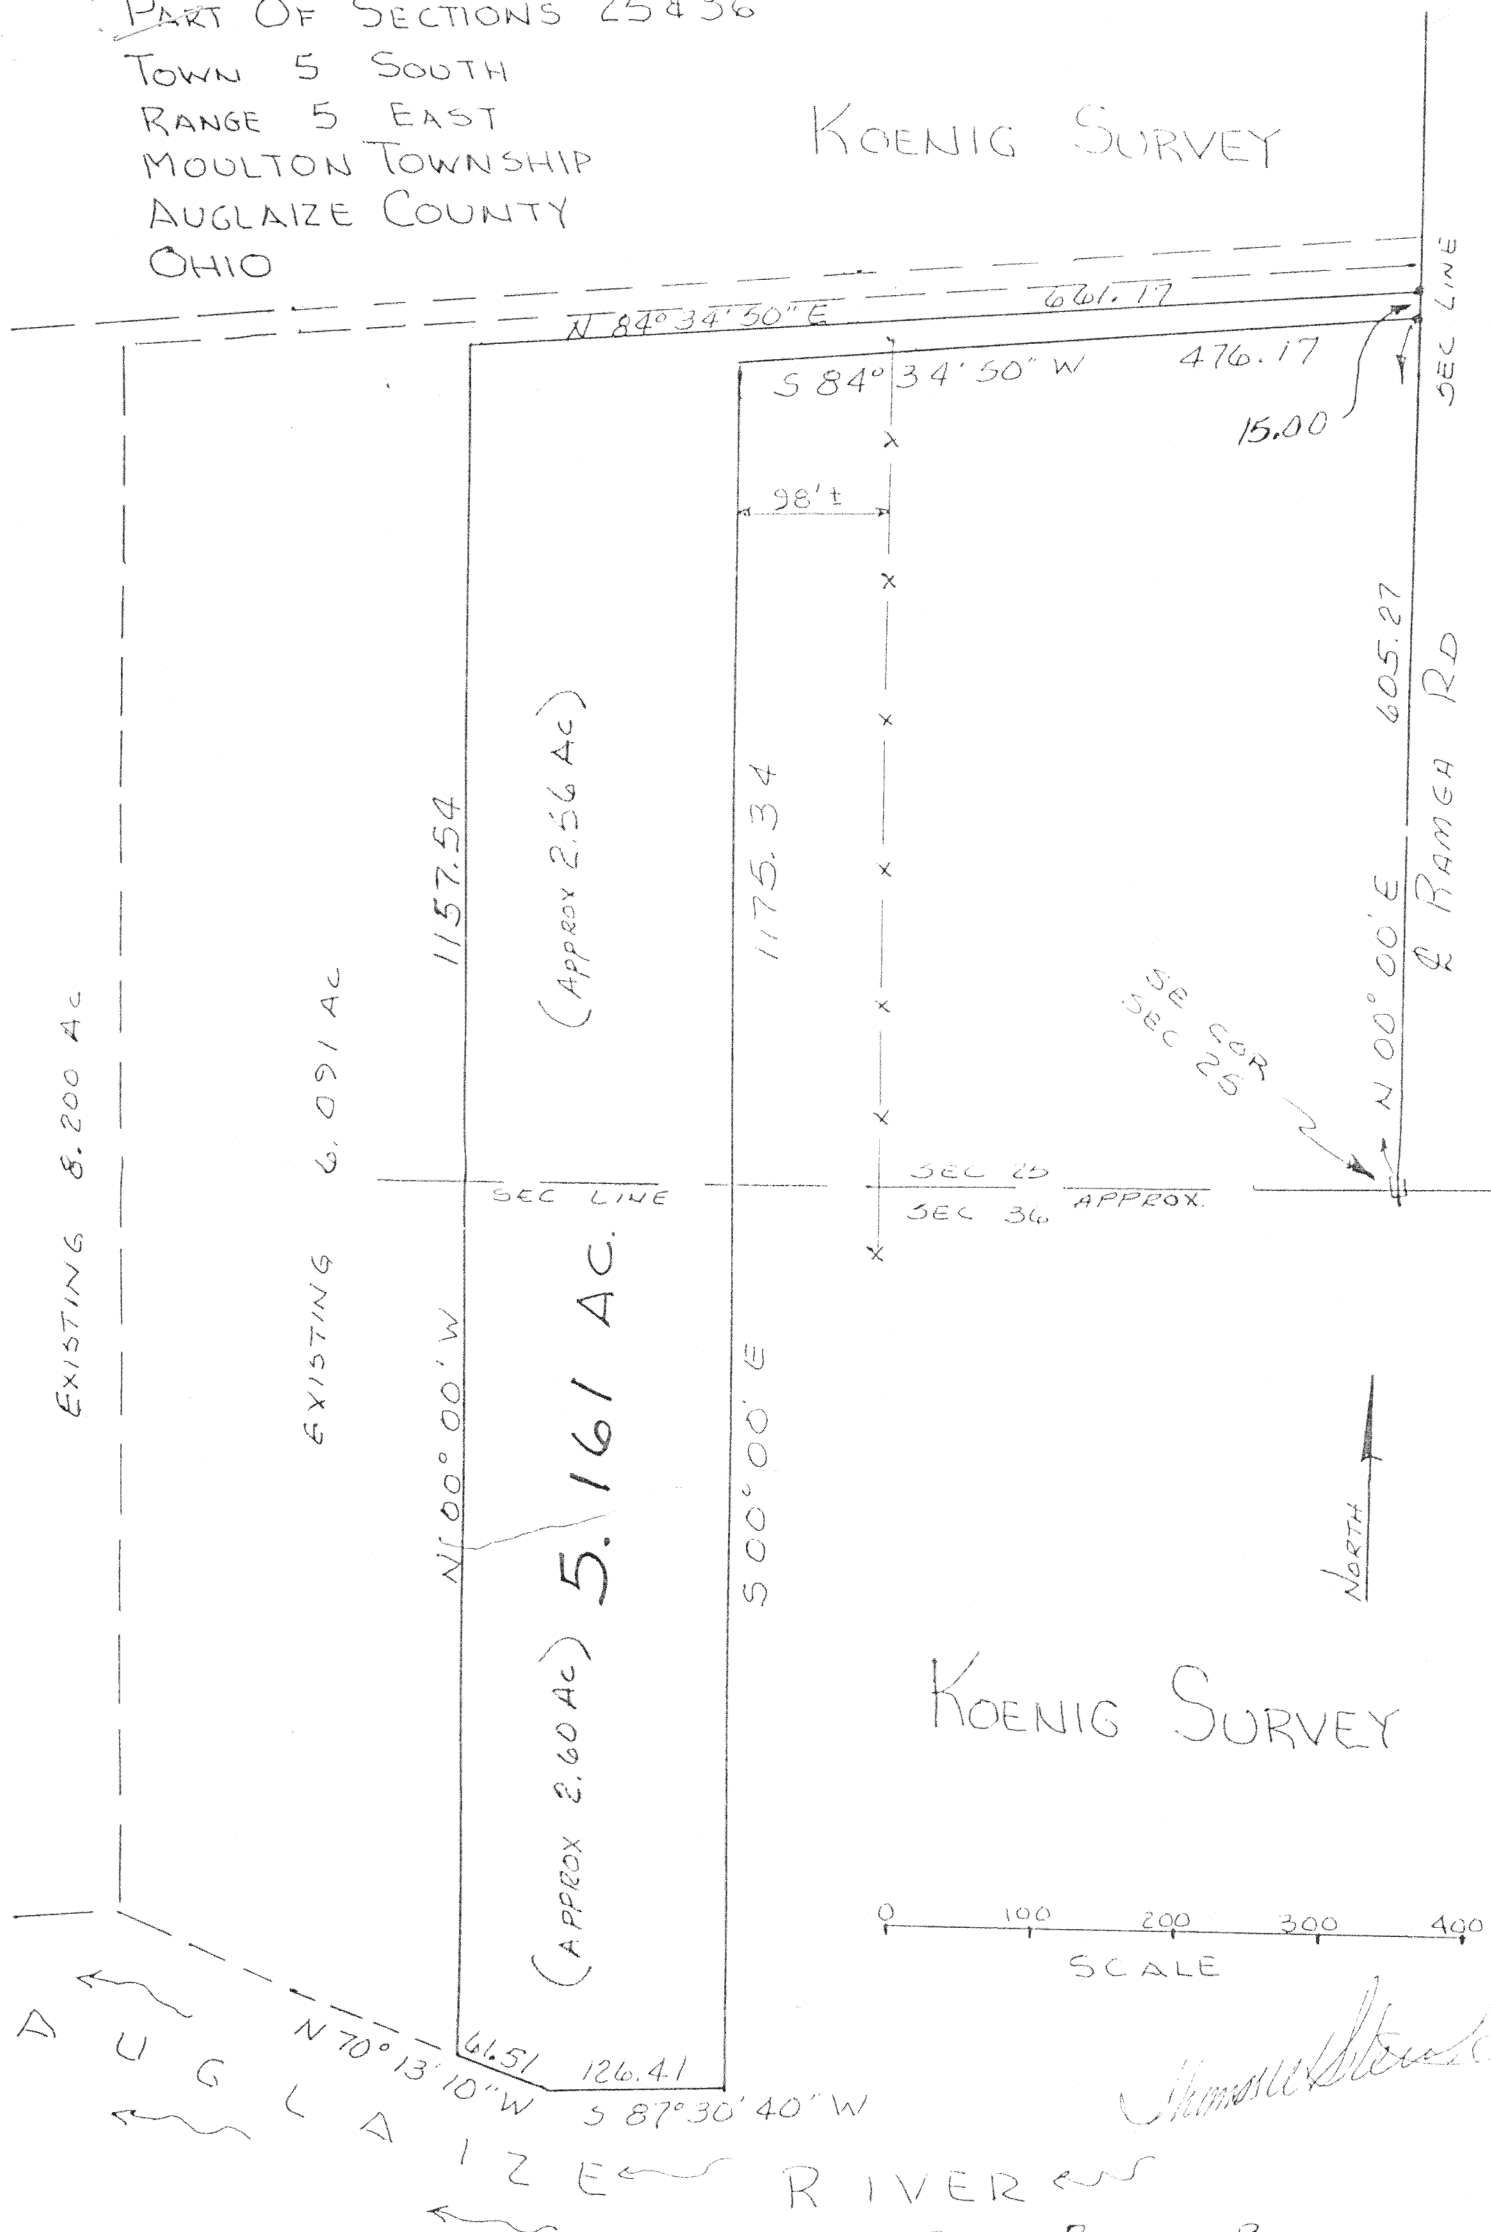 PART OF SECTIONS 25 & 36
TOWN 5 SOUTH
RANGE 5 EAST
MOULTON TOWNSHIP
AUGLAIZE COUNTY
OHIO
KOENIG SURVEY
SEC LINE
N 84° 34' 50" E 661.17
S 84° 34' 50" W 476.17
15.00
98'±
605.27
N 00° 00' E
℄ RAMGA RD
1157.54
N 00° 00' W
(APPROX 2.56 AC)
1175.34
S 00° 00' E
EXISTING 8.200 AC
EXISTING 6.091 AC
SE COR
SEC 25
SEC LINE
SEC 25
SEC 36
APPROX.
5.161 AC.
(APPROX 2.60 AC)
NORTH
KOENIG SURVEY
0 100 200 300 400
SCALE
N 70° 13' 10" W
61.51
126.41
S 87° 30' 40" W
AUGLAIZE RIVER